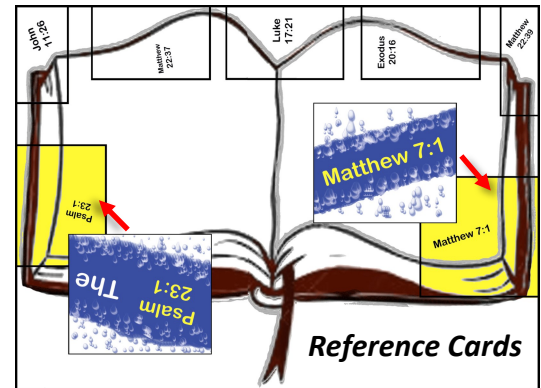 John
11:26
Matthew
22:37
Luke
17:21
Exodus
20:16
Matthew
22:39
Matthew 7:1
Psalm
23:1
Matthew 7:1
The
Psalm
23:1
Reference Cards